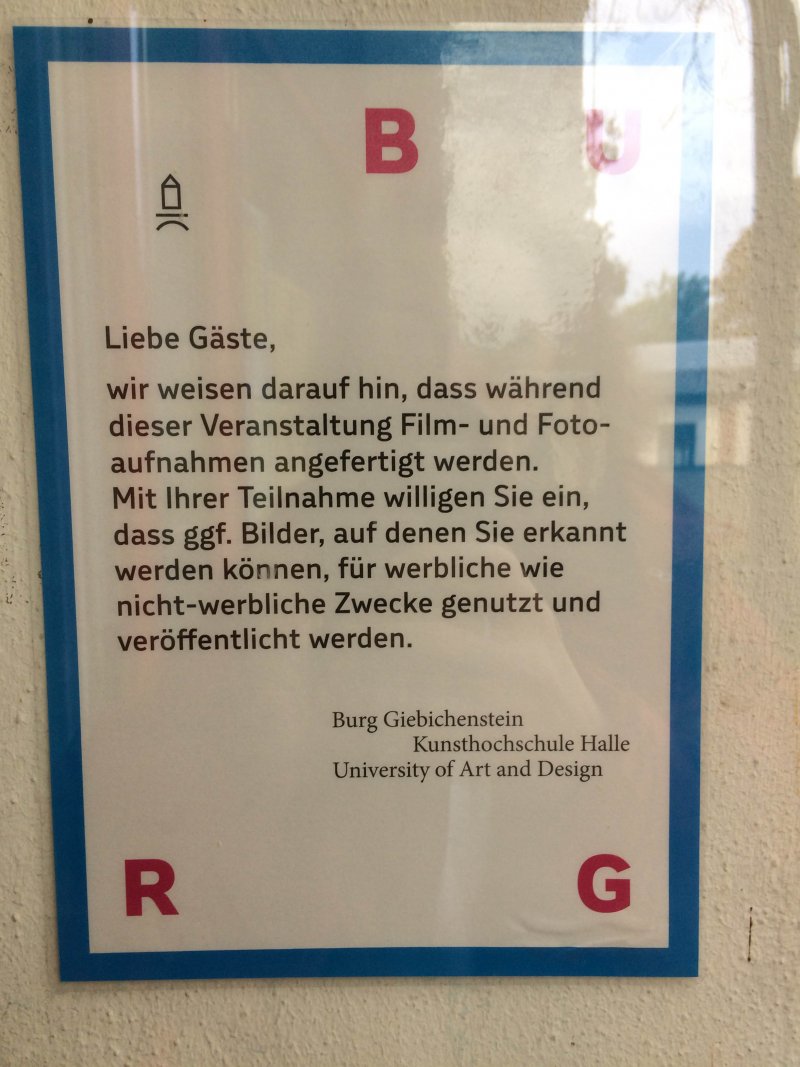 B U
Liebe Gäste,
wir weisen darauf hin, dass während
dieser Veranstaltung Film- und Foto-
aufnahmen angefertigt werden.
Mit Ihrer Teilnahme willigen Sie ein,
dass ggf. Bilder, auf denen Sie erkannt
werden können, für werbliche wie
nicht-werbliche Zwecke genutzt und
veröffentlicht werden.
Burg Giebichenstein
Kunsthochschule Halle
University of Art and Design
R G